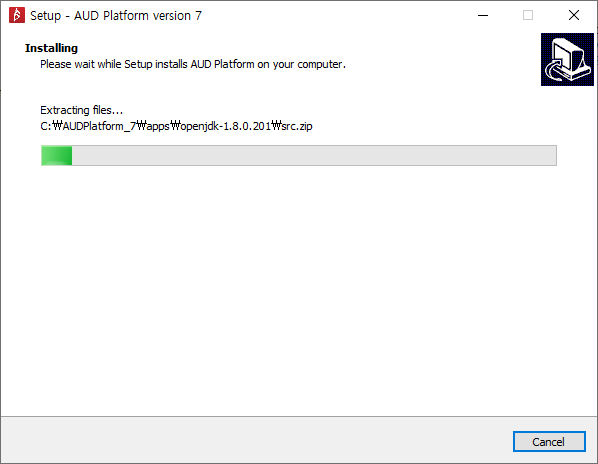 Setup - AUD Platform version 7
Installing
Please wait while Setup installs AUD Platform on your computer.
Extracting files...
C:₩AUDPlatform_7₩apps₩openjdk-1.8.0.201₩src.zip
Cancel